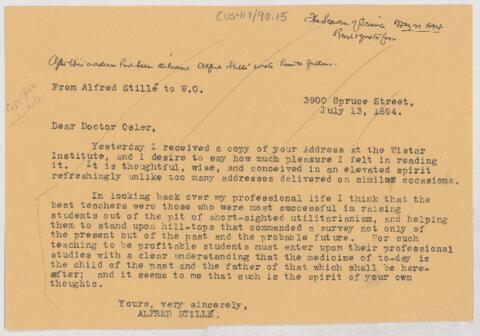 CUS417/90.15
The Leaven of Science May 21 1894
After this address had been delivered Alfred Stillé wrote
From Alfred Stillé to W.O.
3900 Spruce Street,
July 13, 1894.
Dear Doctor Osler,
Yesterday I received a copy of your Address at the Wistar
Institute, and I desire to say how much pleasure I felt in reading
it. It is thoughtful, wise, and conceived in an elevated spirit
refreshingly unlike too many addresses delivered on similar occasions.
In looking back over my professional life I think that the
best teachers were those who were most successful in raising
students out of the pit of short-sighted utilitarianism, and helping
them to stand upon hill-tops that commanded a survey not only of
the present but of the past and the probable future. For such
teaching to be profitable students must enter upon their professional
studies with a clear understanding that the medicine of to-day is
the child of the past and the father of that which shall be here-
after; and it seems to me that such is the spirit of your own
thoughts.
Yours, very sincerely,
ALFRED STILLÉ.